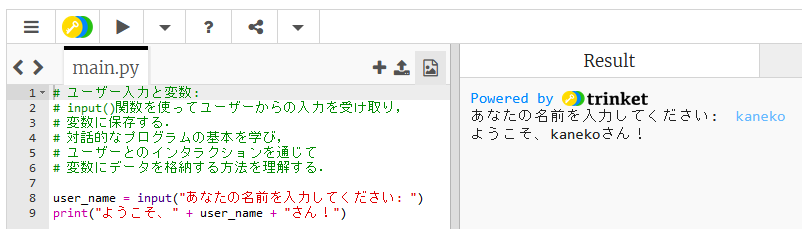 main.py
1 # ユーザー入力と変数:
2 # input()関数を使ってユーザーからの入力を受け取り，
3 # 変数に保存する．
4 # 対話的なプログラムの基本を学び，
5 # ユーザーとのインタラクションを通じて
6 # 変数にデータを格納する方法を理解する．
7
8 user_name = input("あなたの名前を入力してください: ")
9 print("ようこそ、" + user_name + "さん！")
Result
Powered by trinket
あなたの名前を入力してください: kaneko
ようこそ、kanekoさん！